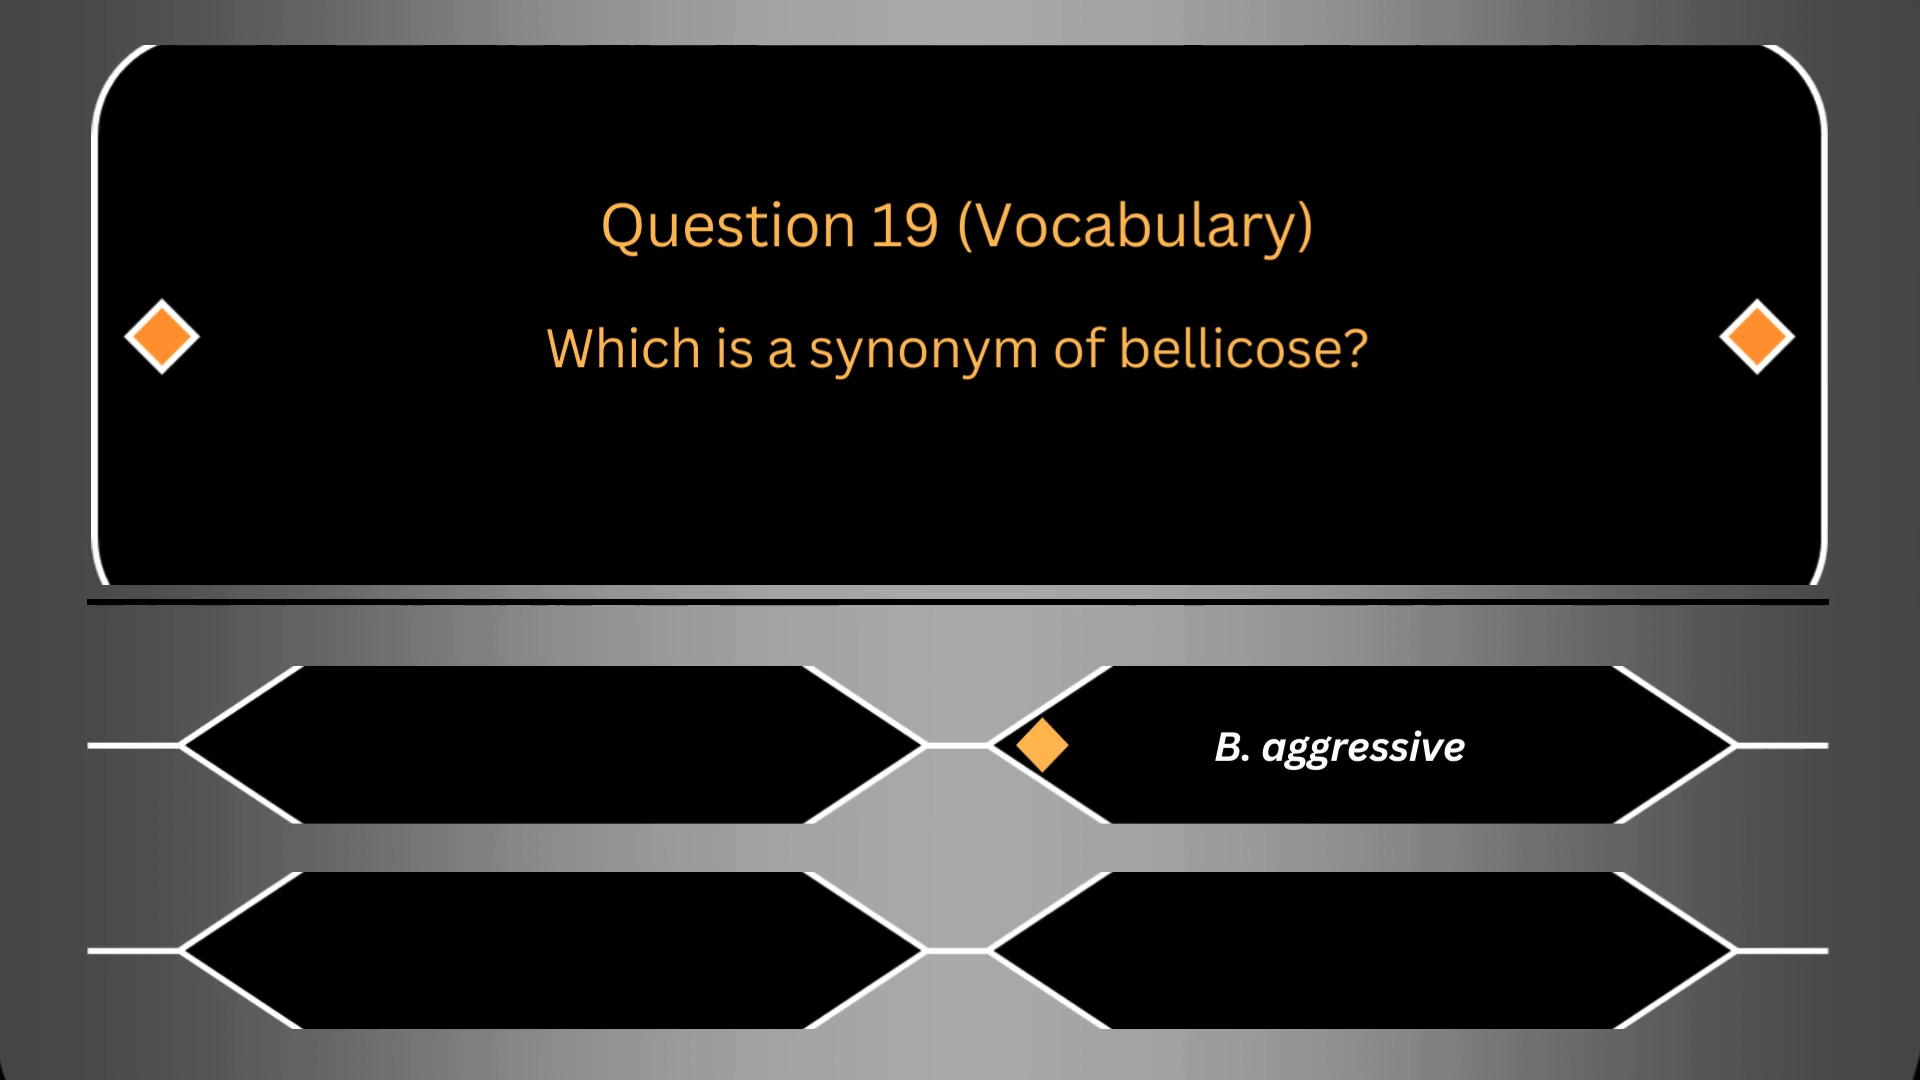 Question 19 (Vocabulary)
Which is a synonym of bellicose?
B. aggressive